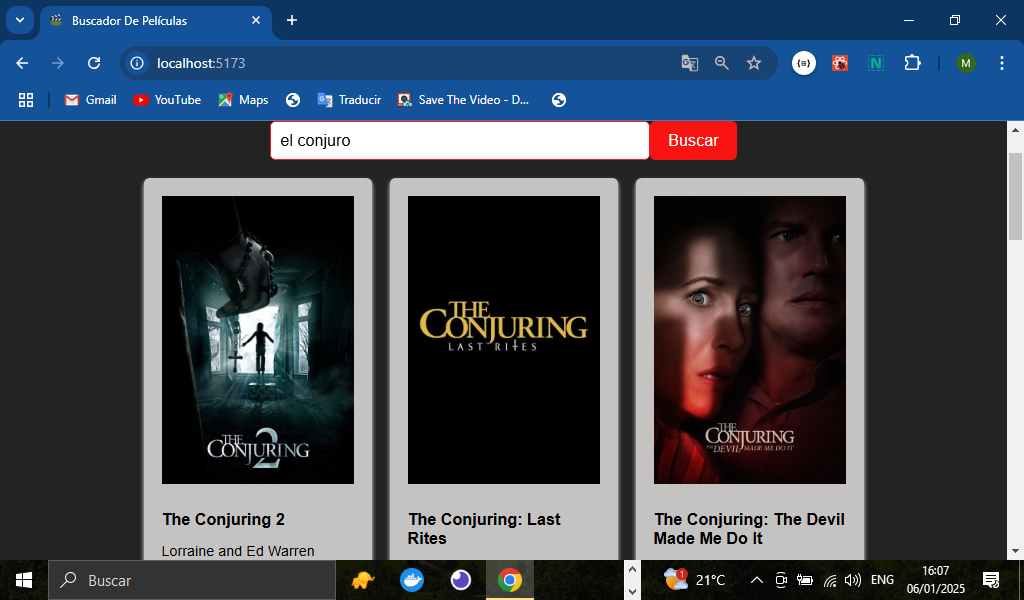 Buscador De Películas
localhost:5173
Gmail
YouTube
Maps
Traducir
Save The Video - D...
el conjuro
Buscar
THE
CONJURING
2
THE
CONJURING
LAST RITES
THE
CONJURING
THE DEVIL MADE ME DO IT
The Conjuring 2
The Conjuring: Last
Rites
The Conjuring: The Devil
Made Me Do It
Lorraine and Ed Warren
Buscar
1
21°C
ENG
16:07
06/01/2025
M
N